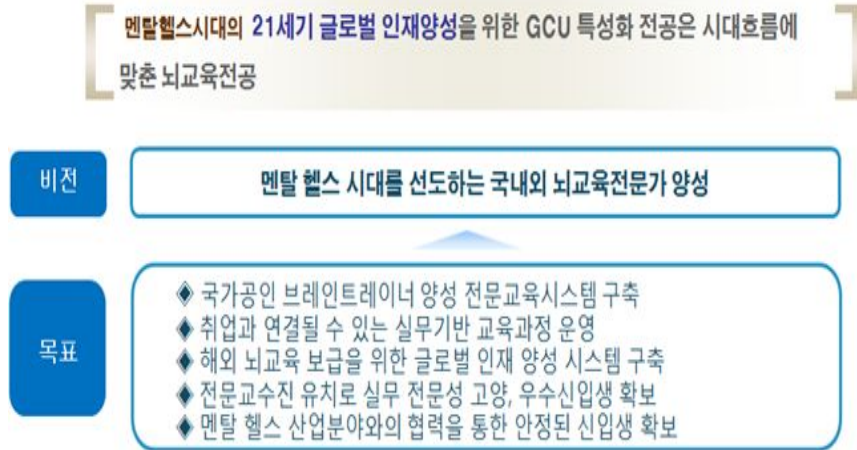 멘탈헬스시대의 21세기 글로벌 인재양성을 위한 GCU 특성화 전공은 시대흐름에
맞춘 뇌교육전공
비전
멘탈 헬스 시대를 선도하는 국내외 뇌교육전문가 양성
목표
◆ 국가공인 브레인트레이너 양성 전문교육시스템 구축
◆ 취업과 연결될 수 있는 실무기반 교육과정 운영
◆ 해외 뇌교육 보급을 위한 글로벌 인재 양성 시스템 구축
◆ 전문교수진 유치로 실무 전문성 고양, 우수신입생 확보
◆ 멘탈 헬스 산업분야와의 협력을 통한 안정된 신입생 확보